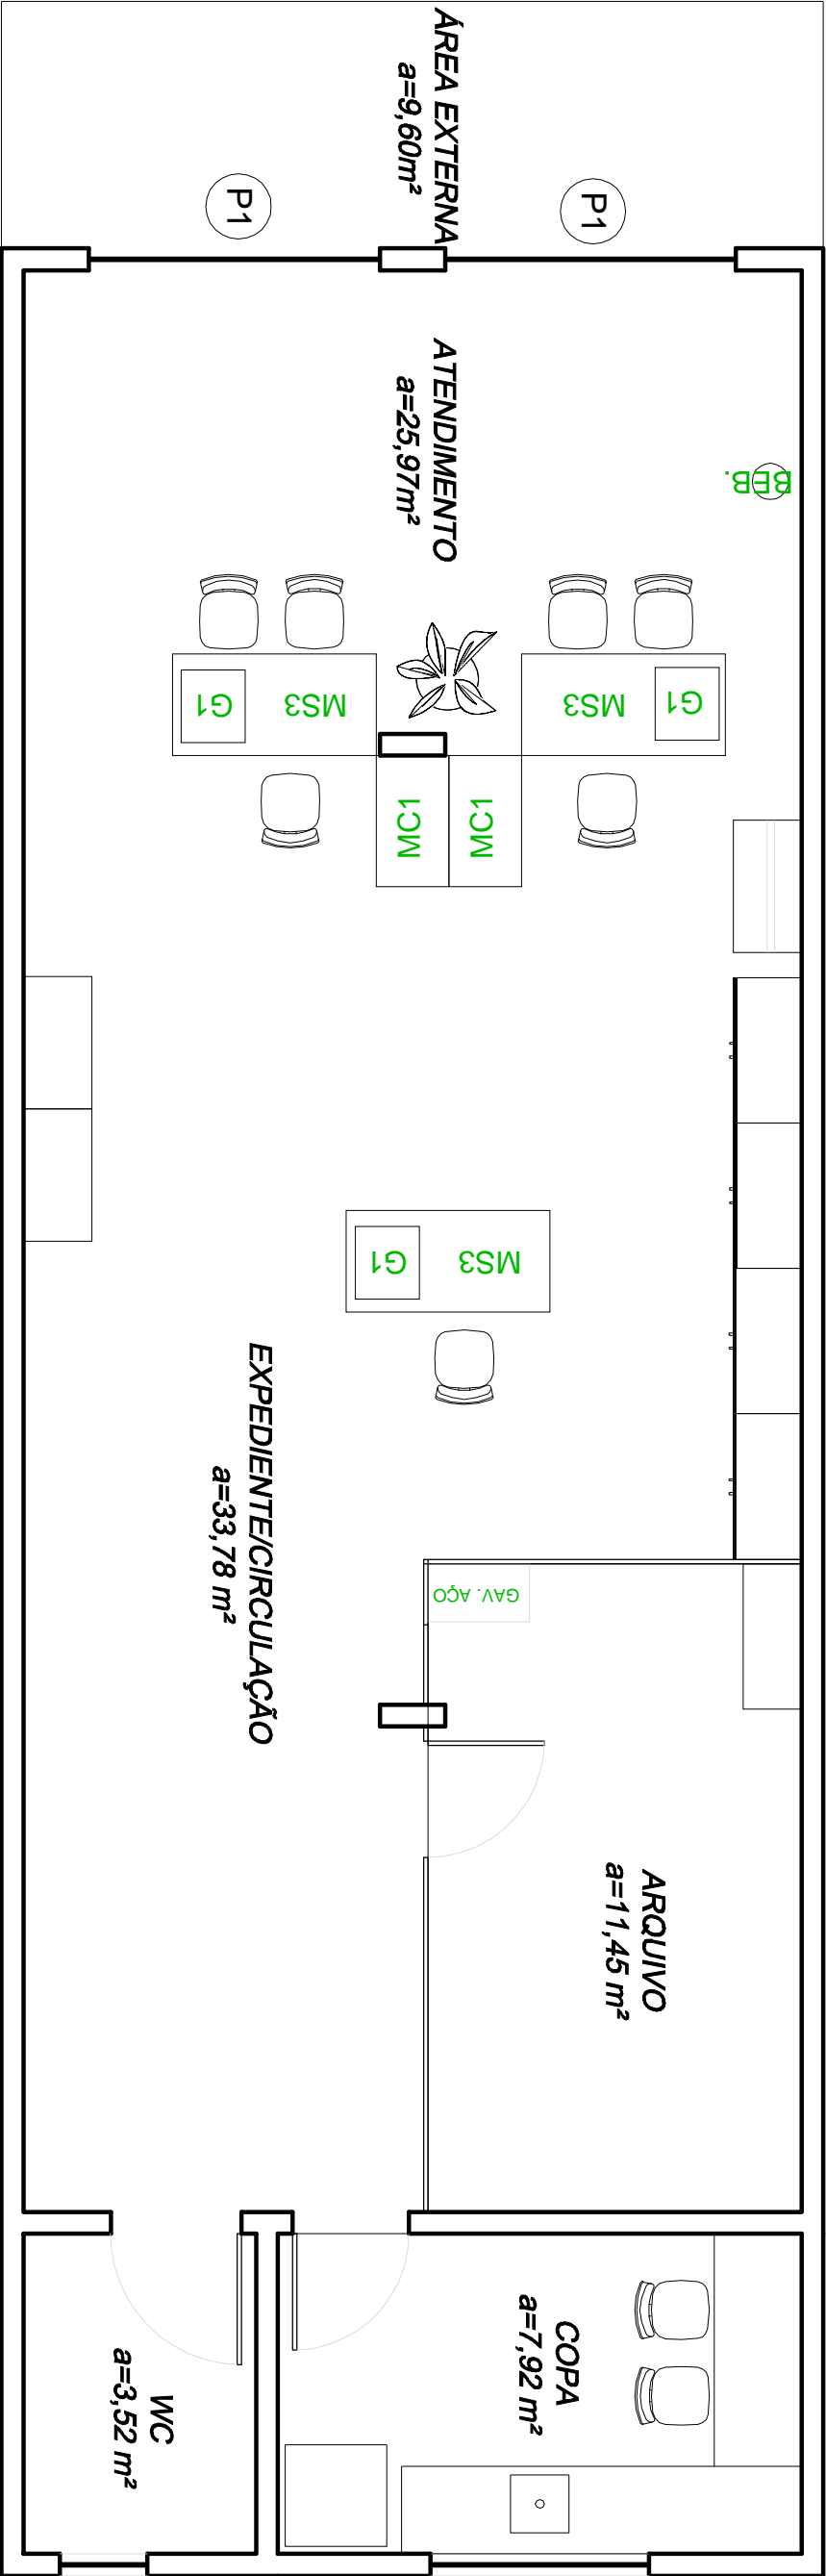 ÁREA EXTERNA
a=9,60m²
P1
P1
ATENDIMENTO
a=25,97m²
BEB.
G1
MS3
MS3
G1
MC1
MC1
G1
MS3
EXPEDIENTE/CIRCULAÇÃO
a=33,78 m²
GAV. AÇO
ARQUIVO
a=11,45 m²
COPA
a=7,92 m²
WC
a=3,52 m²